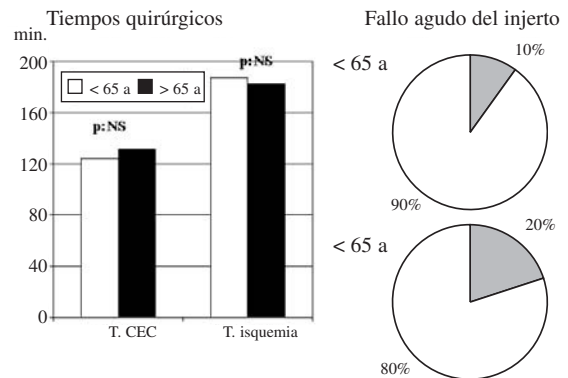 Tiempos quirúrgicos
min.
200
160
120
80
40
0
< 65 a > 65 a
p:NS
p:NS
T. CEC T. isquemia
Fallo agudo del injerto
< 65 a
10%
90%
< 65 a
20%
80%